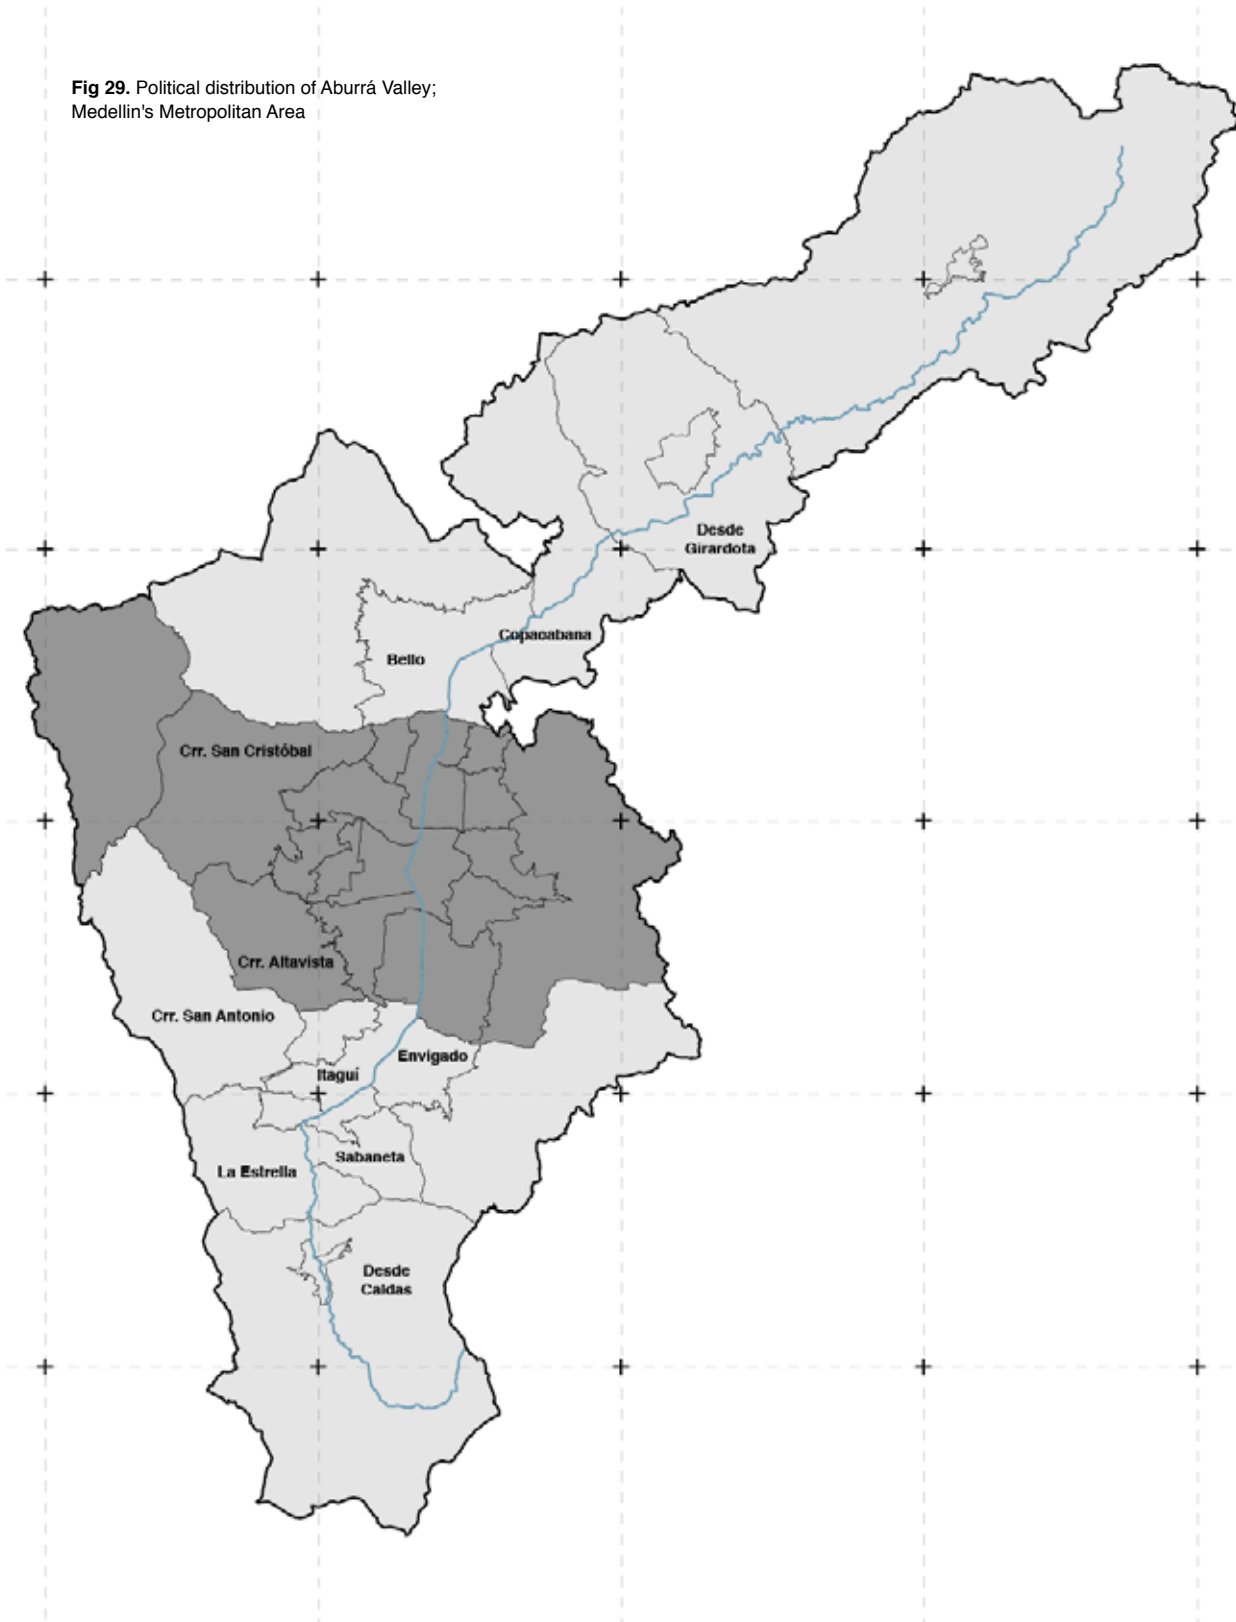 Fig 29. Political distribution of Aburrá Valley;
Medellin's Metropolitan Area
Desde
Girardota
Copacabana
Bello
Crr. San Cristóbal
Crr. Altavista
Crr. San Antonio
Envigado
Itaguí
Sabaneta
La Estrella
Desde
Caldas